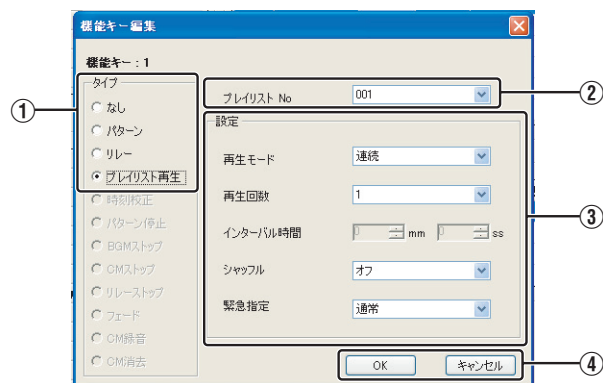 機能キー編集
機能キー : 1
タイプ
なし
パターン
リレー
プレイリスト再生
時刻校正
パターン停止
BGMストップ
CMストップ
リレーストップ
フェード
CM録音
CM消去
プレイリスト No 001
設定
再生モード 連続
再生回数 1
インターバル時間 0 mm 0 ss
シャッフル オフ
緊急指定 通常
OK キャンセル
①
②
③
④